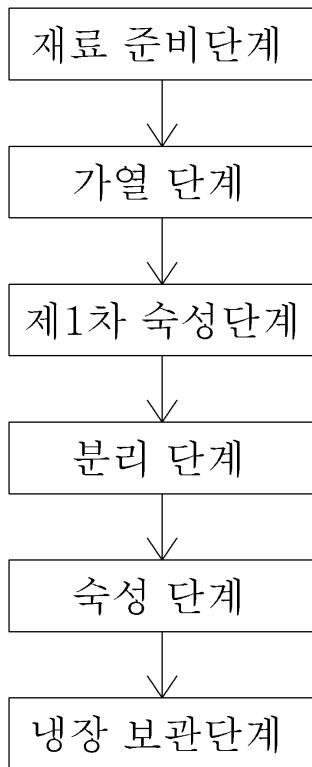 재료 준비단계
가열 단계
제1차 숙성단계
분리 단계
숙성 단계
냉장 보관단계